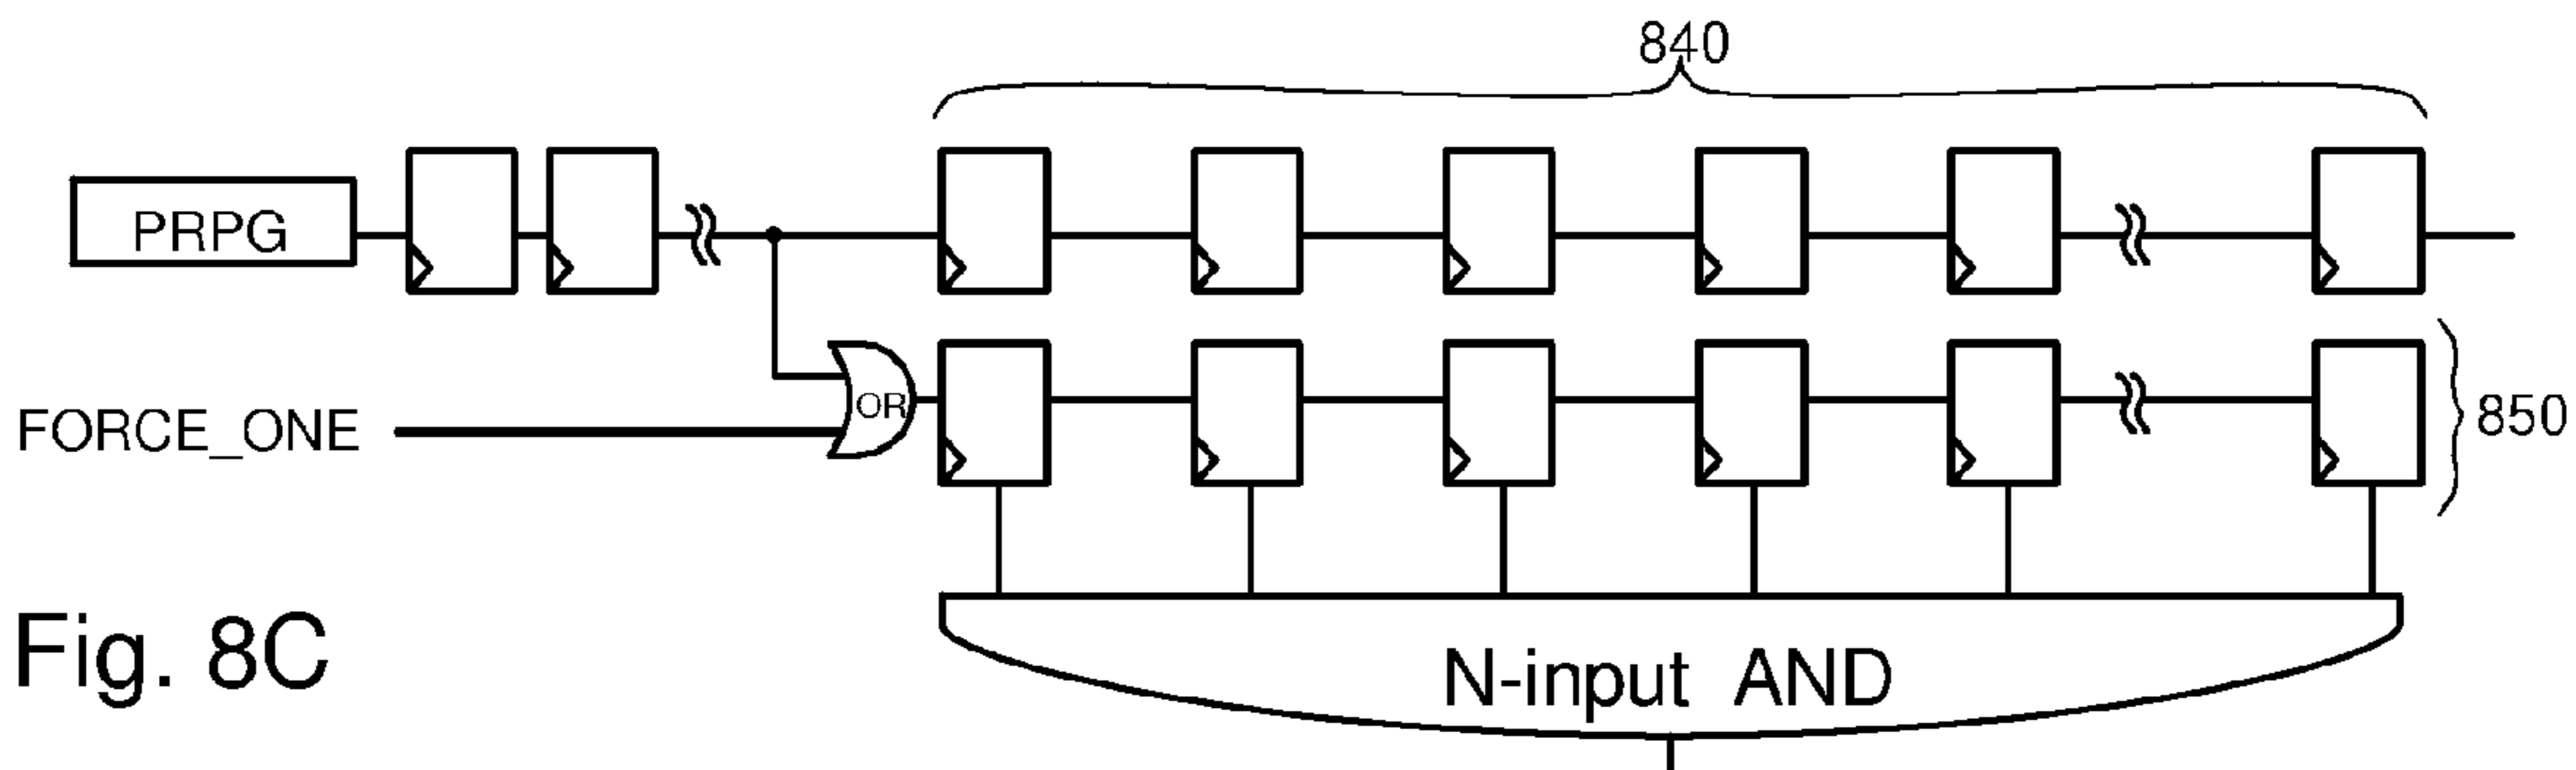 840
PRPG
OR
FORCE_ONE
850
Fig. 8C
N-input AND